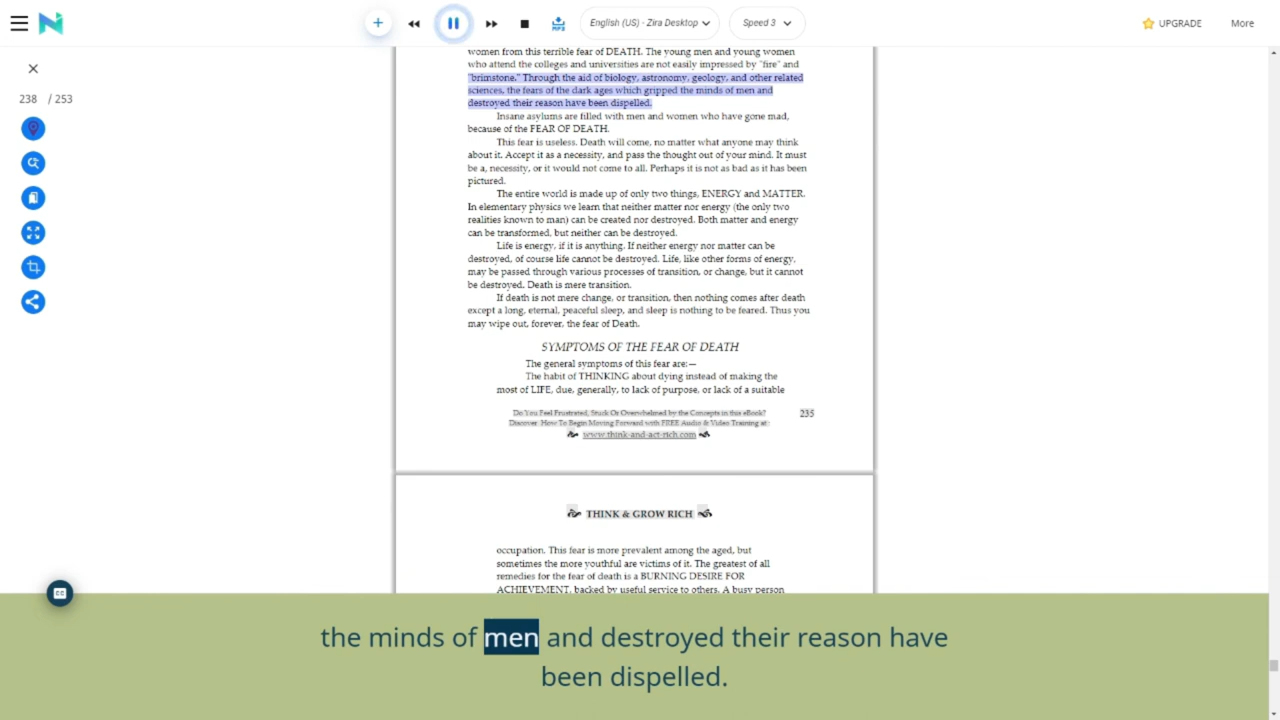 English (US) - Zira Desktop
Speed 3
UPGRADE
More
238 / 253
MP3
women from this terrible fear of DEATH. The young men and young women
who attend the colleges and universities are not easily impressed by "fire" and
"brimstone." Through the aid of biology, astronomy, geology, and other related
sciences, the fears of the dark ages which gripped the minds of men and
destroyed their reason have been dispelled.
Insane asylums are filled with men and women who have gone mad,
because of the FEAR OF DEATH.
This fear is useless. Death will come, no matter what anyone may think
about it. Accept it as a necessity, and pass the thought out of your mind. It must
be a, necessity, or it would not come to all. Perhaps it is not as bad as it has been
pictured.
The entire world is made up of only two things, ENERGY and MATTER.
In elementary physics we learn that neither matter nor energy (the only two
realities known to man) can be created nor destroyed. Both matter and energy
can be transformed, but neither can be destroyed.
Life is energy, if it is anything. If neither energy nor matter can be
destroyed, of course life cannot be destroyed. Life, like other forms of energy,
may be passed through various processes of transition, or change, but it cannot
be destroyed. Death is mere transition.
If death is not mere change, or transition, then nothing comes after death
except a long, eternal, peaceful sleep, and sleep is nothing to be feared. Thus you
may wipe out, forever, the fear of Death.
SYMPTOMS OF THE FEAR OF DEATH
The general symptoms of this fear are:—
The habit of THINKING about dying instead of making the
most of LIFE, due, generally, to lack of purpose, or lack of a suitable
Do You Feel Frustrated, Stuck Or Overwhelmed by the Concepts in this eBook?
235
Discover How To Begin Moving Forward with FREE Audio & Video Training at:
www.think-and-act-rich.com
THINK & GROW RICH
occupation. This fear is more prevalent among the aged, but
sometimes the more youthful are victims of it. The greatest of all
remedies for the fear of death is a BURNING DESIRE FOR
ACHIEVEMENT, backed by useful service to others. A busy person
CC
the minds of men and destroyed their reason have
been dispelled.